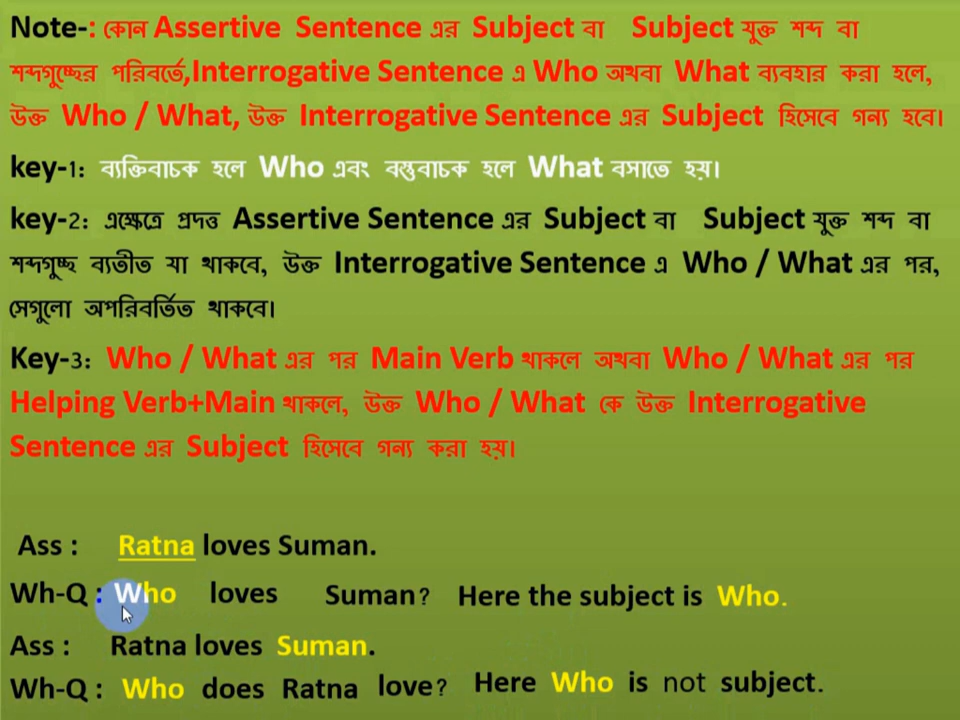 Note-: কোন Assertive Sentence এর Subject বা Subject যুক্ত শব্দ বা
শব্দগুচ্ছের পরিবর্তে,Interrogative Sentence এ Who অথবা What ব্যবহার করা হলে,
উক্ত Who / What, উক্ত Interrogative Sentence এর Subject হিসেবে গন্য হবে।
key-1: ব্যক্তিবাচক হলে Who এবং বস্তুবাচক হলে What বসাতে হয়।
key-2: এক্ষেত্রে প্রদত্ত Assertive Sentence এর Subject বা Subject যুক্ত শব্দ বা
শব্দগুচ্ছ ব্যতীত যা থাকবে, উক্ত Interrogative Sentence এ Who / What এর পর,
সেগুলো অপরিবর্তিত থাকবে।
Key-3: Who / What এর পর Main Verb থাকলে অথবা Who / What এর পর
Helping Verb+Main থাকলে, উক্ত Who / What কে উক্ত Interrogative
Sentence এর Subject হিসেবে গন্য করা হয়।
Ass : Ratna loves Suman.
Wh-Q : Who loves Suman? Here the subject is Who.
Ass : Ratna loves Suman.
Wh-Q : Who does Ratna love? Here Who is not subject.